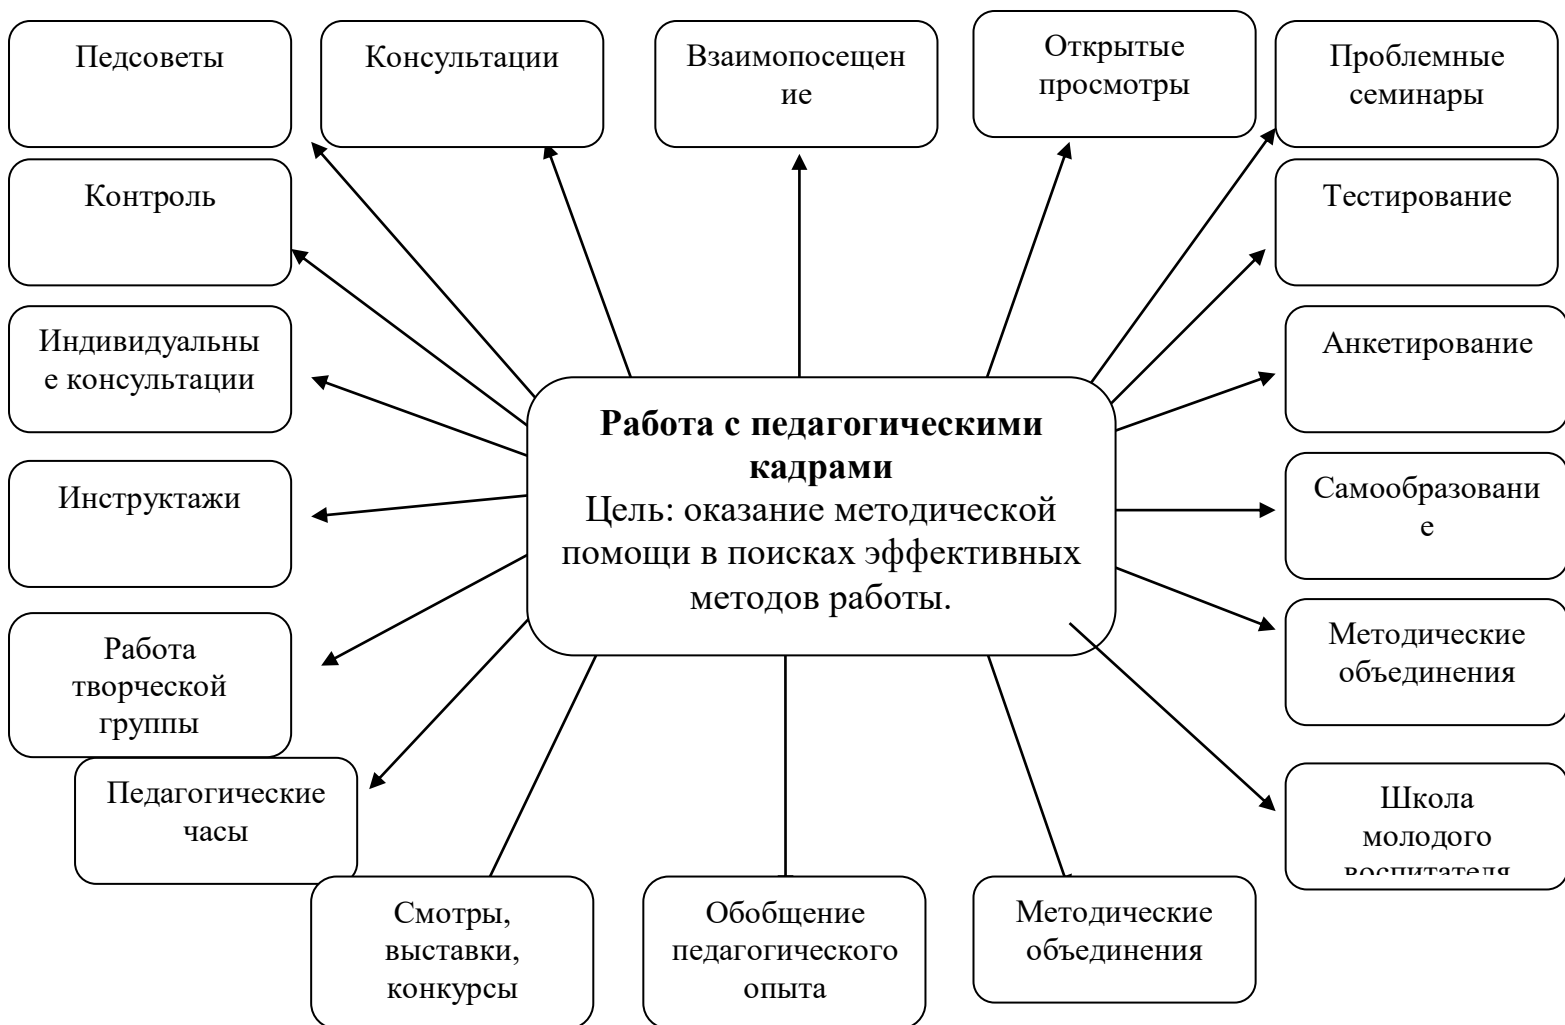 Педсоветы
Консультации
Взаимопосещен
ие
Открытые
просмотры
Проблемные
семинары
Контроль
Тестирование
Индивидуальны
е консультации
Анкетирование
Работа с педагогическими
кадрами
Цель: оказание методической
помощи в поисках эффективных
методов работы.
Инструктажи
Самообразовани
е
Работа
творческой
группы
Методические
объединения
Педагогические
часы
Школа
молодого
воспитателя
Смотры,
выставки,
конкурсы
Обобщение
педагогического
опыта
Методические
объединения